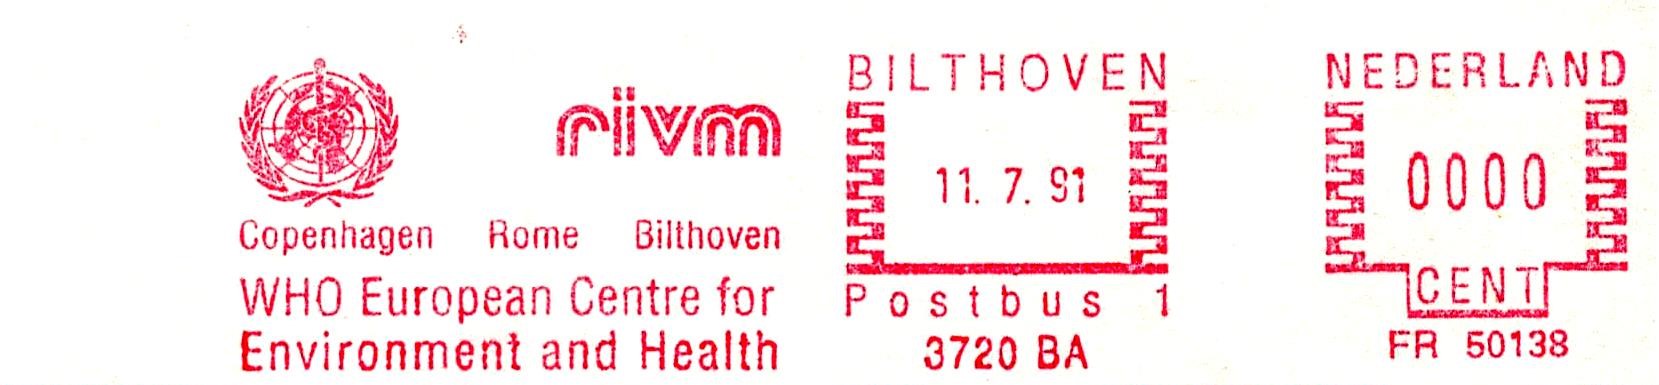 riivm
Copenhagen Rome Bilthoven
WHO European Centre for
Environment and Health
BILTHOVEN
11. 7. 91
Postbus 1
3720 BA
NEDERLAND
0000
CENT
FR 50138